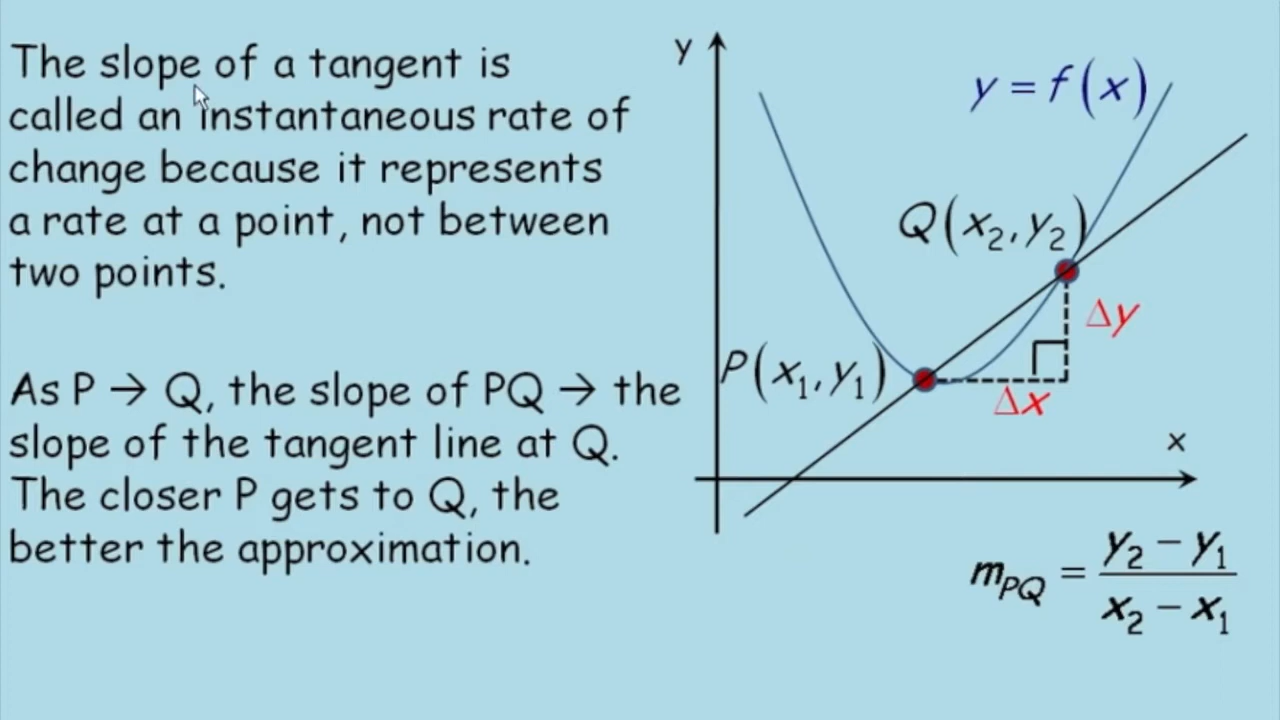 The slope of a tangent is
called an instantaneous rate of
change because it represents
a rate at a point, not between
two points.
As P → Q, the slope of PQ → the
slope of the tangent line at Q.
The closer P gets to Q, the
better the approximation.
y
y = f(x)
Q(x₂, y₂)
Δy
P(x₁, y₁)
Δx
x
m_PQ = (y₂ − y₁) / (x₂ − x₁)